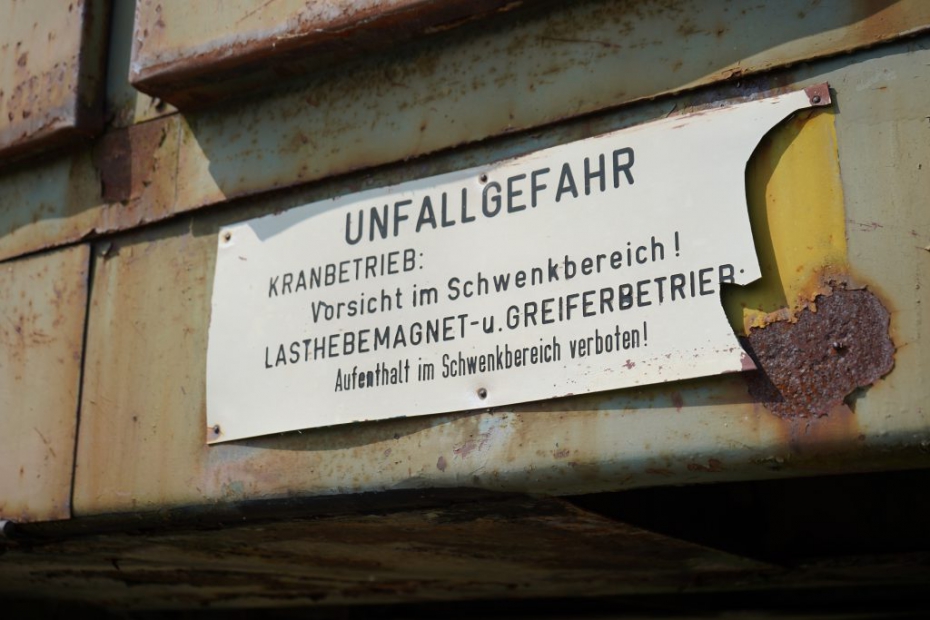 UNFALLGEFAHR
KRANBETRIEB:
Vorsicht im Schwenkbereich!
LASTHEBEMAGNET-u.GREIFERBETRIEB:
Aufenthalt im Schwenkbereich verboten!